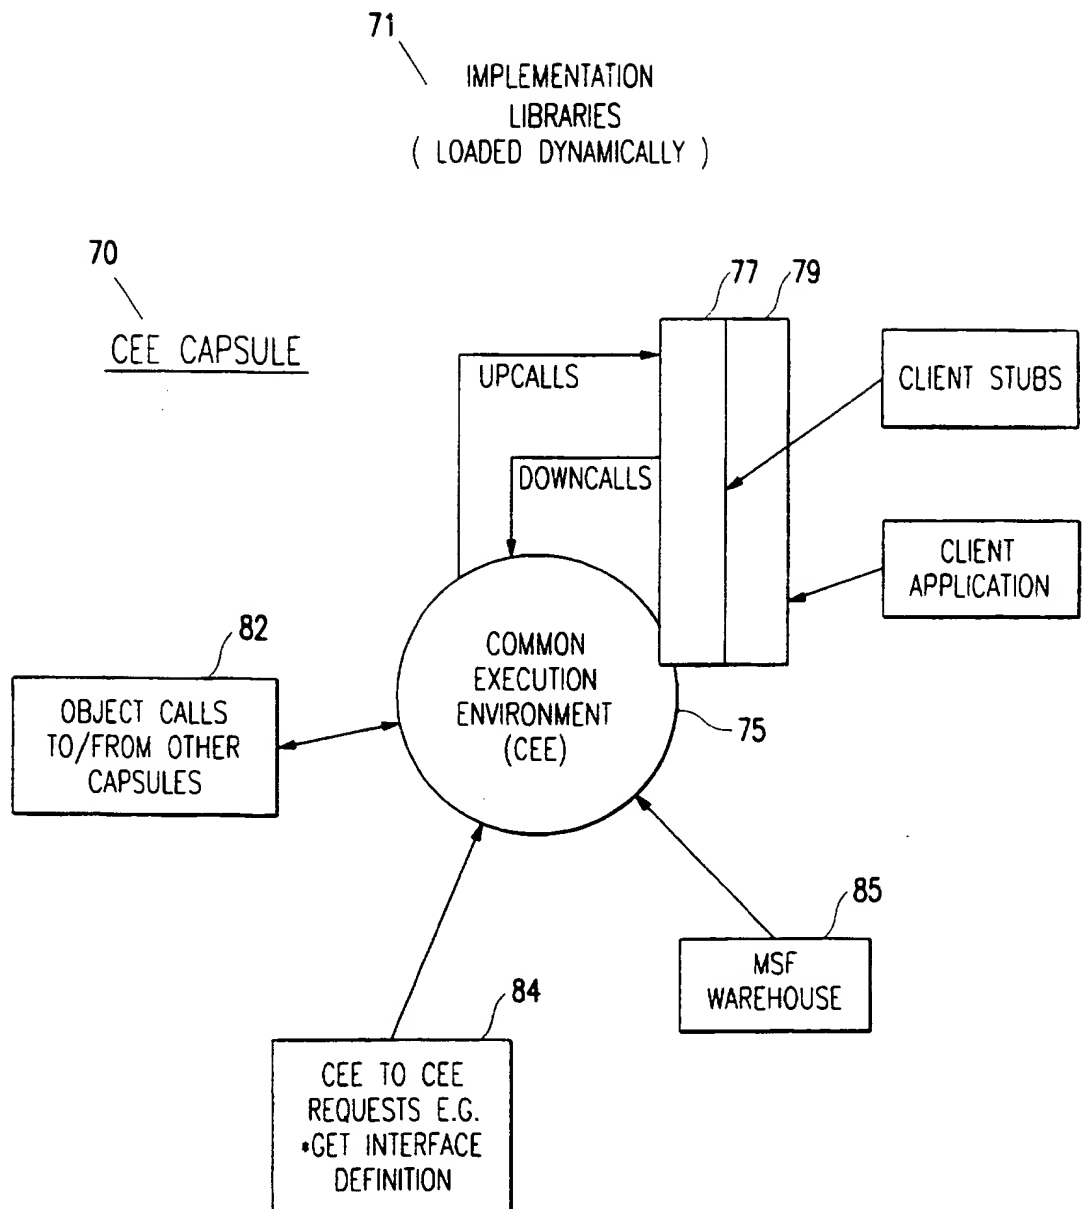 71
IMPLEMENTATION
LIBRARIES
( LOADED DYNAMICALLY )
70
CEE CAPSULE
77
79
UPCALLS
DOWNCALLS
CLIENT STUBS
CLIENT
APPLICATION
82
OBJECT CALLS
TO/FROM OTHER
CAPSULES
COMMON
EXECUTION
ENVIRONMENT
(CEE)
75
85
MSF
WAREHOUSE
84
CEE TO CEE
REQUESTS E.G.
*GET INTERFACE
DEFINITION